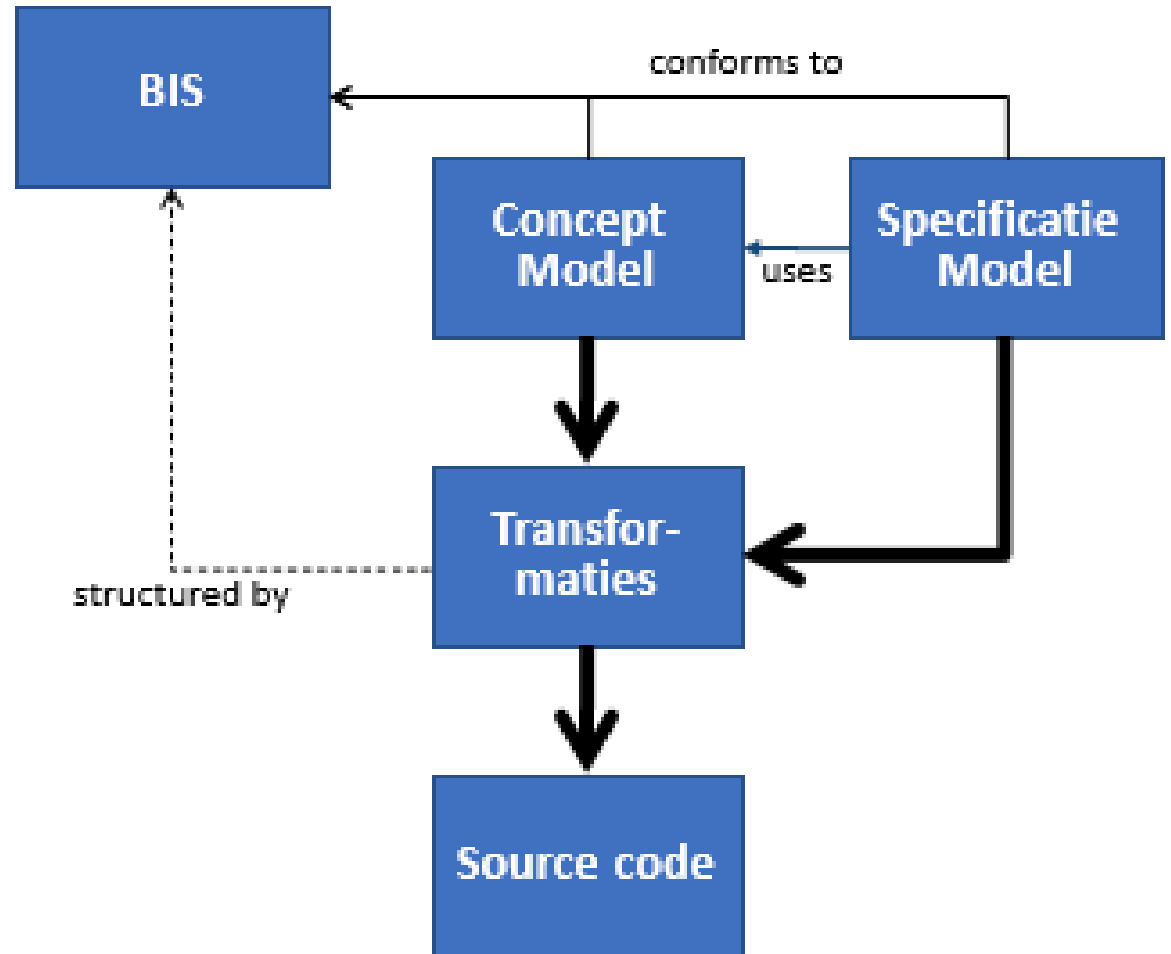 conforms to
BIS
Concept
Model
Specificatie
Model
uses
Transfor-
maties
structured by
Source code